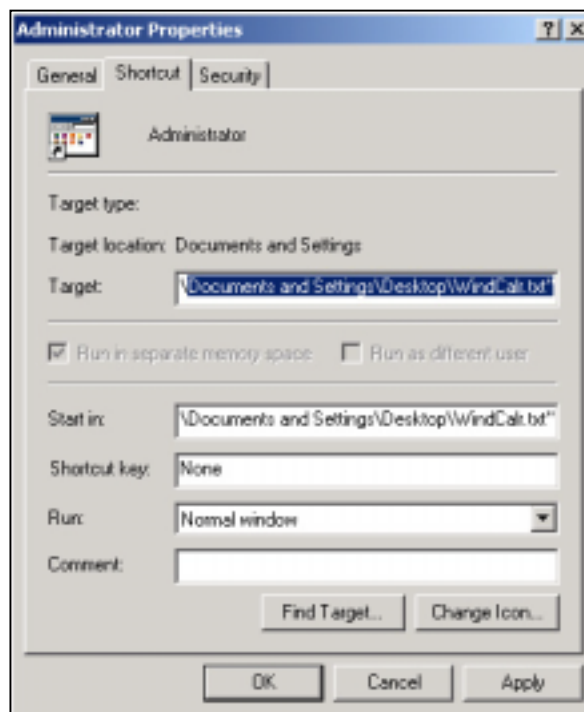 Administrator Properties
General Shortcut Security
Administrator
Target type:
Target location: Documents and Settings
Target: \Documents and Settings\Desktop\WindCalr.txt"
Run in separate memory space Run as different user
Start in: \Documents and Settings\Desktop\WindCalr.txt"
Shortcut key: None
Run: Normal window
Comment:
Find Target... Change Icon...
OK Cancel Apply